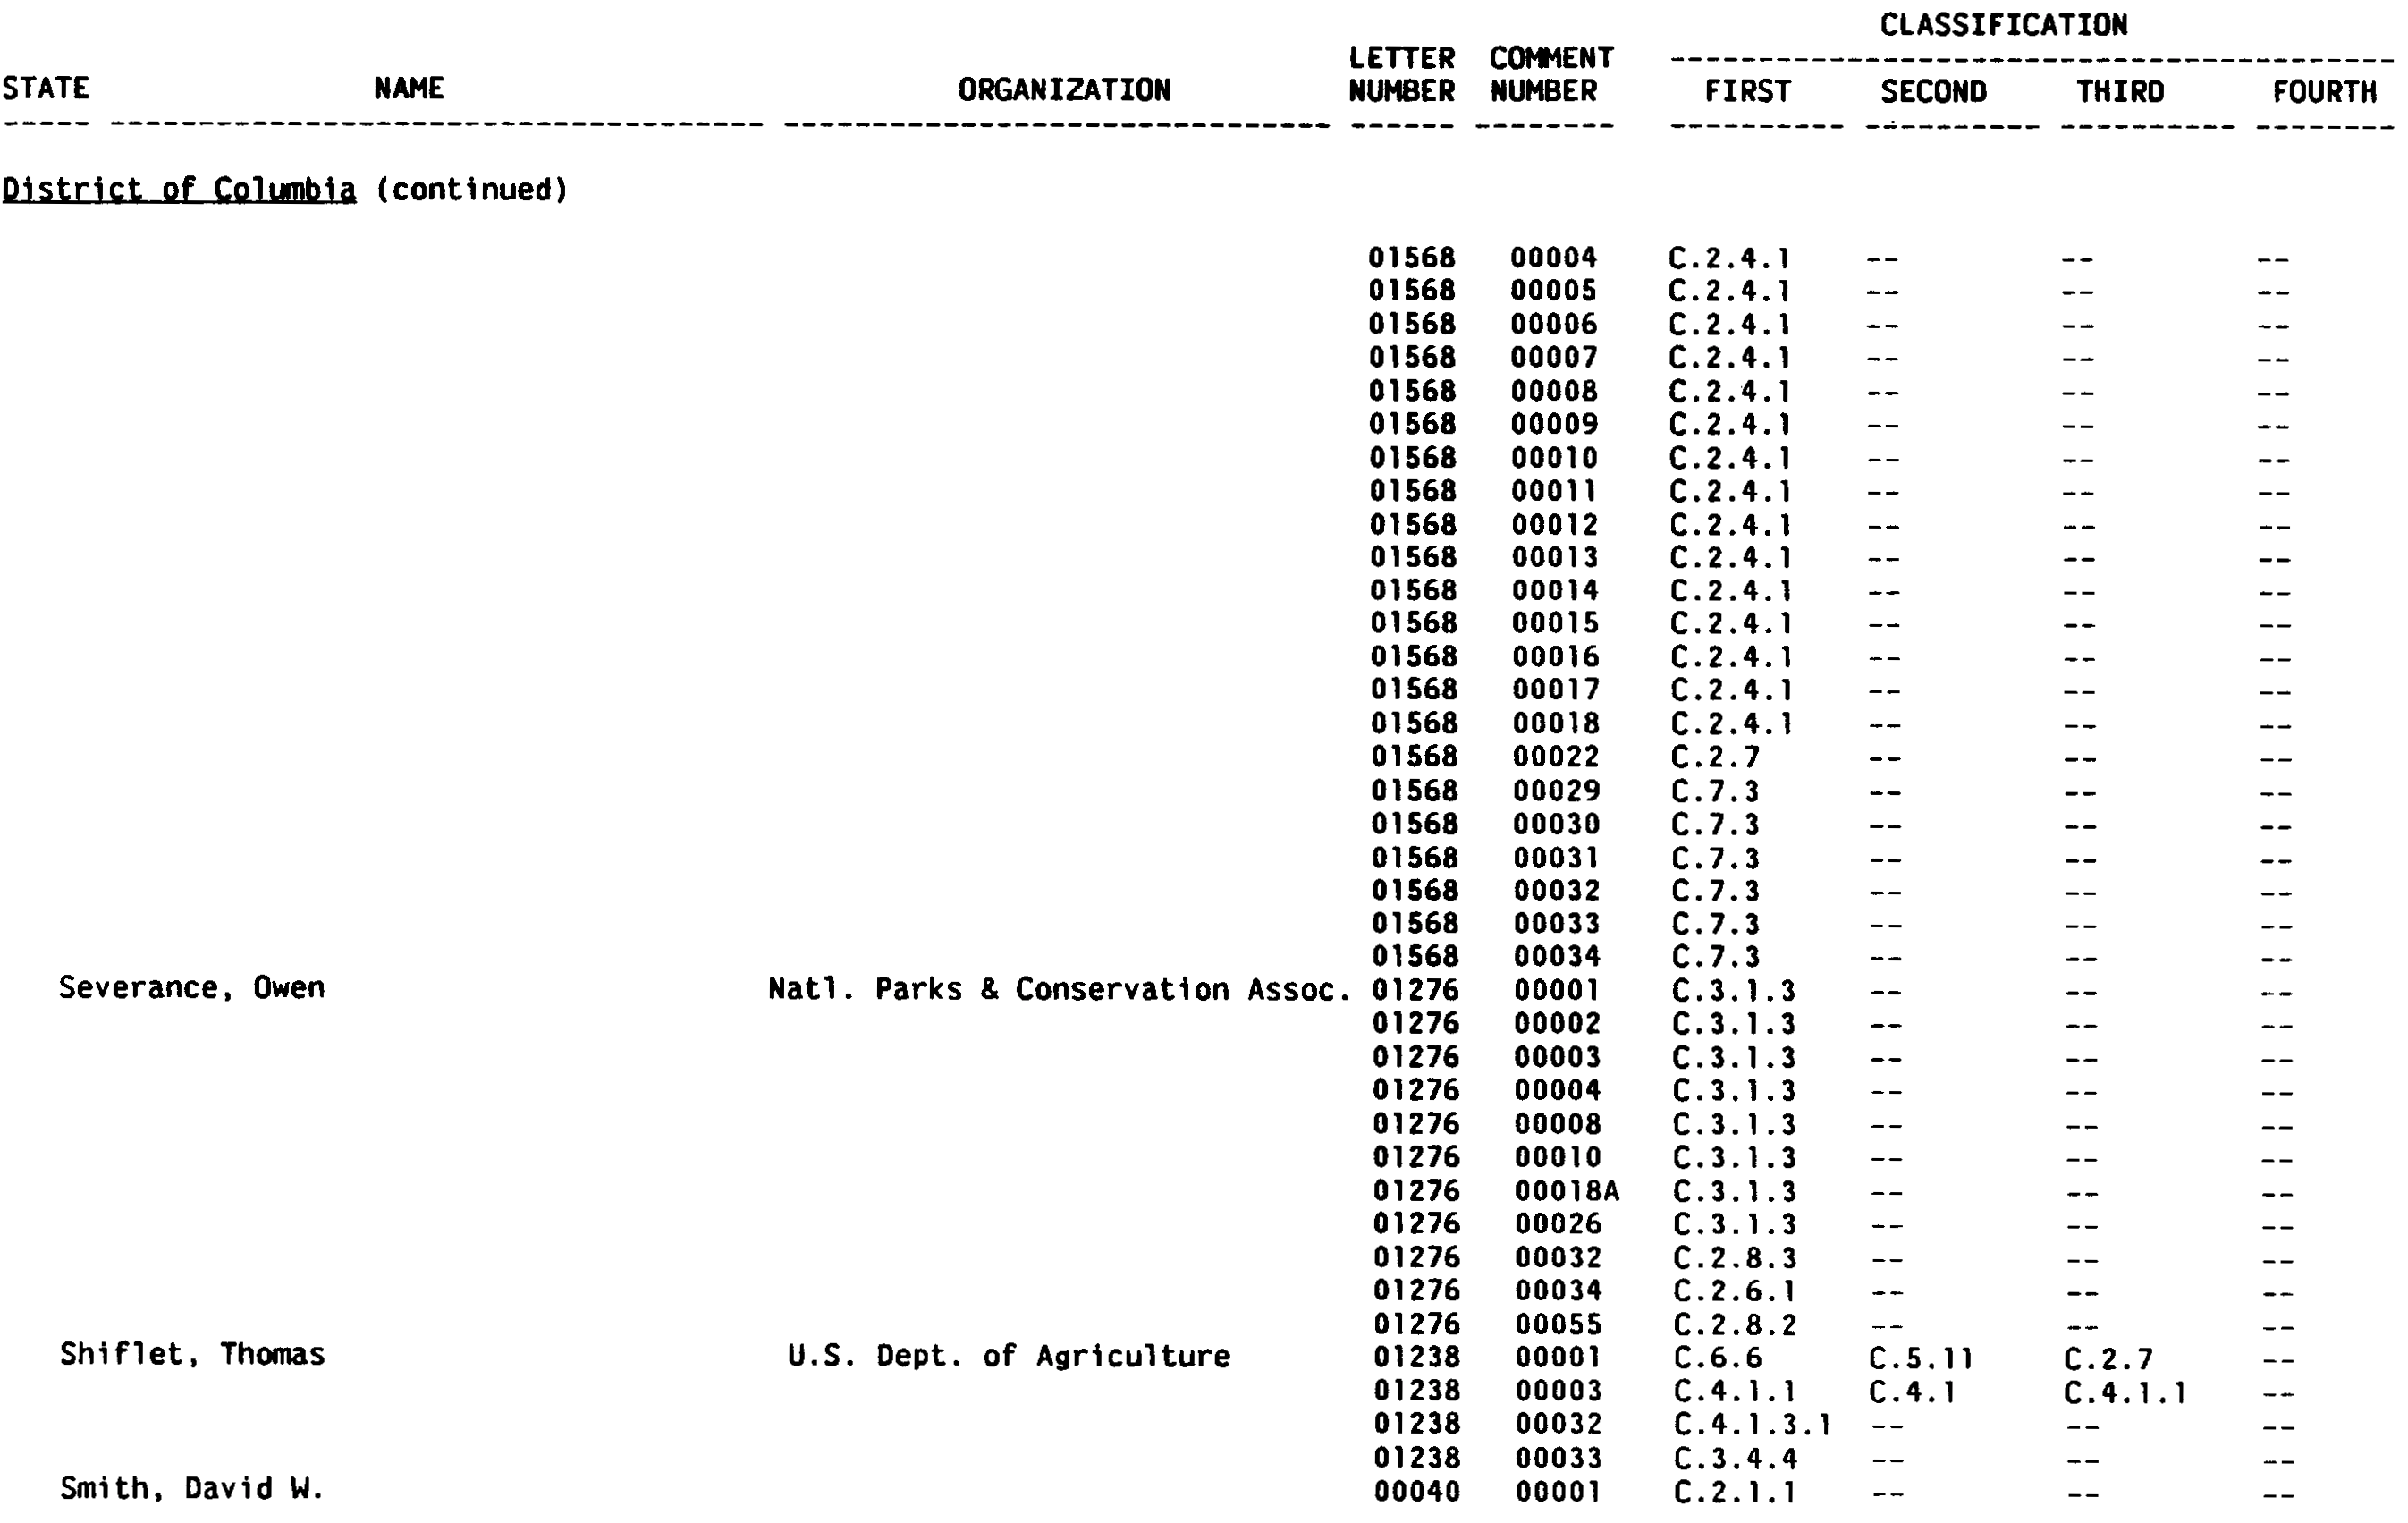 CLASSIFICATION
LETTER COMMENT ----------------------------------------
STATE NAME ORGANIZATION NUMBER NUMBER FIRST SECOND THIRD FOURTH
----- ------------------------------------- ------------------------------- ------ -------- ---------- ---------- ---------- --------
District of Columbia (continued)
01568 00004 C.2.4.1 -- -- --
01568 00005 C.2.4.1 -- -- --
01568 00006 C.2.4.1 -- -- --
01568 00007 C.2.4.1 -- -- --
01568 00008 C.2.4.1 -- -- --
01568 00009 C.2.4.1 -- -- --
01568 00010 C.2.4.1 -- -- --
01568 00011 C.2.4.1 -- -- --
01568 00012 C.2.4.1 -- -- --
01568 00013 C.2.4.1 -- -- --
01568 00014 C.2.4.1 -- -- --
01568 00015 C.2.4.1 -- -- --
01568 00016 C.2.4.1 -- -- --
01568 00017 C.2.4.1 -- -- --
01568 00018 C.2.4.1 -- -- --
01568 00022 C.2.7 -- -- --
01568 00029 C.7.3 -- -- --
01568 00030 C.7.3 -- -- --
01568 00031 C.7.3 -- -- --
01568 00032 C.7.3 -- -- --
01568 00033 C.7.3 -- -- --
01568 00034 C.7.3 -- -- --
Severance, Owen Natl. Parks & Conservation Assoc. 01276 00001 C.3.1.3 -- -- --
01276 00002 C.3.1.3 -- -- --
01276 00003 C.3.1.3 -- -- --
01276 00004 C.3.1.3 -- -- --
01276 00008 C.3.1.3 -- -- --
01276 00010 C.3.1.3 -- -- --
01276 00018A C.3.1.3 -- -- --
01276 00026 C.3.1.3 -- -- --
01276 00032 C.2.8.3 -- -- --
01276 00034 C.2.6.1 -- -- --
01276 00055 C.2.8.2 -- -- --
Shiflet, Thomas U.S. Dept. of Agriculture 01238 00001 C.6.6 C.5.11 C.2.7 --
01238 00003 C.4.1.1 C.4.1 C.4.1.1 --
01238 00032 C.4.1.3.1 -- -- --
01238 00033 C.3.4.4 -- -- --
Smith, David W. 00040 00001 C.2.1.1 -- -- --